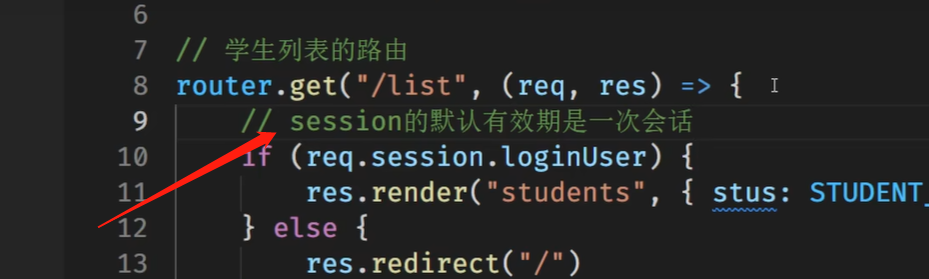 6
7 // 学生列表的路由
8 router.get("/list", (req, res) => {
9 // session的默认有效期是一次会话
10 if (req.session.loginUser) {
11 res.render("students", { stus: STUDENT_
12 } else {
13 res.redirect("/")